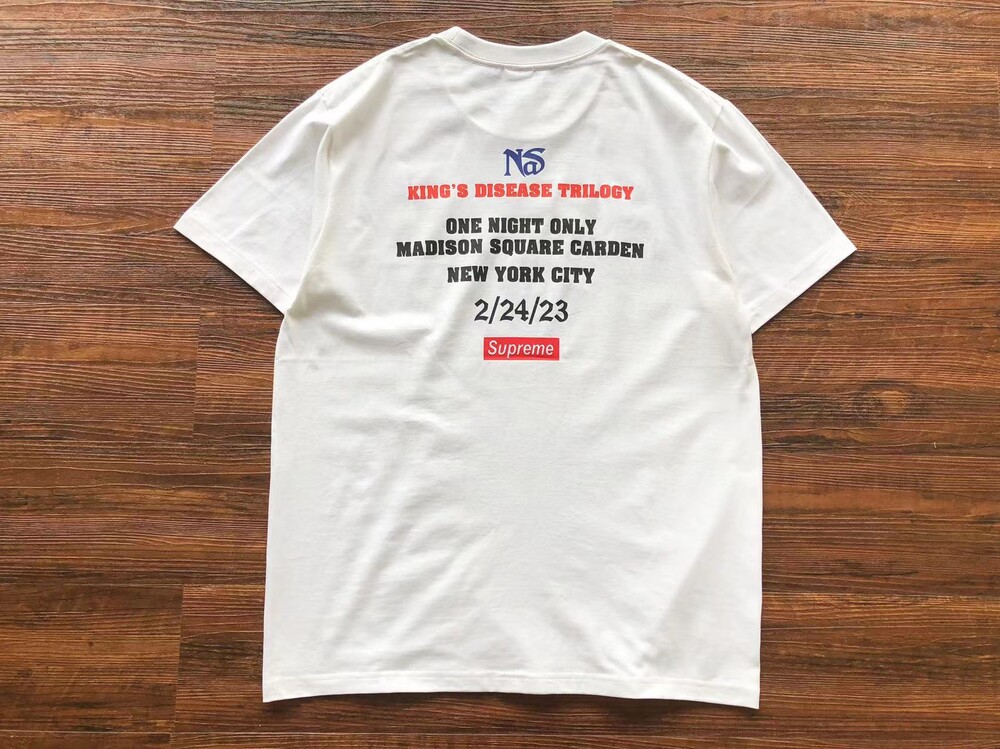 NaS
KING'S DISEASE TRILOGY
ONE NIGHT ONLY
MADISON SQUARE CARDEN
NEW YORK CITY
2/24/23
Supreme